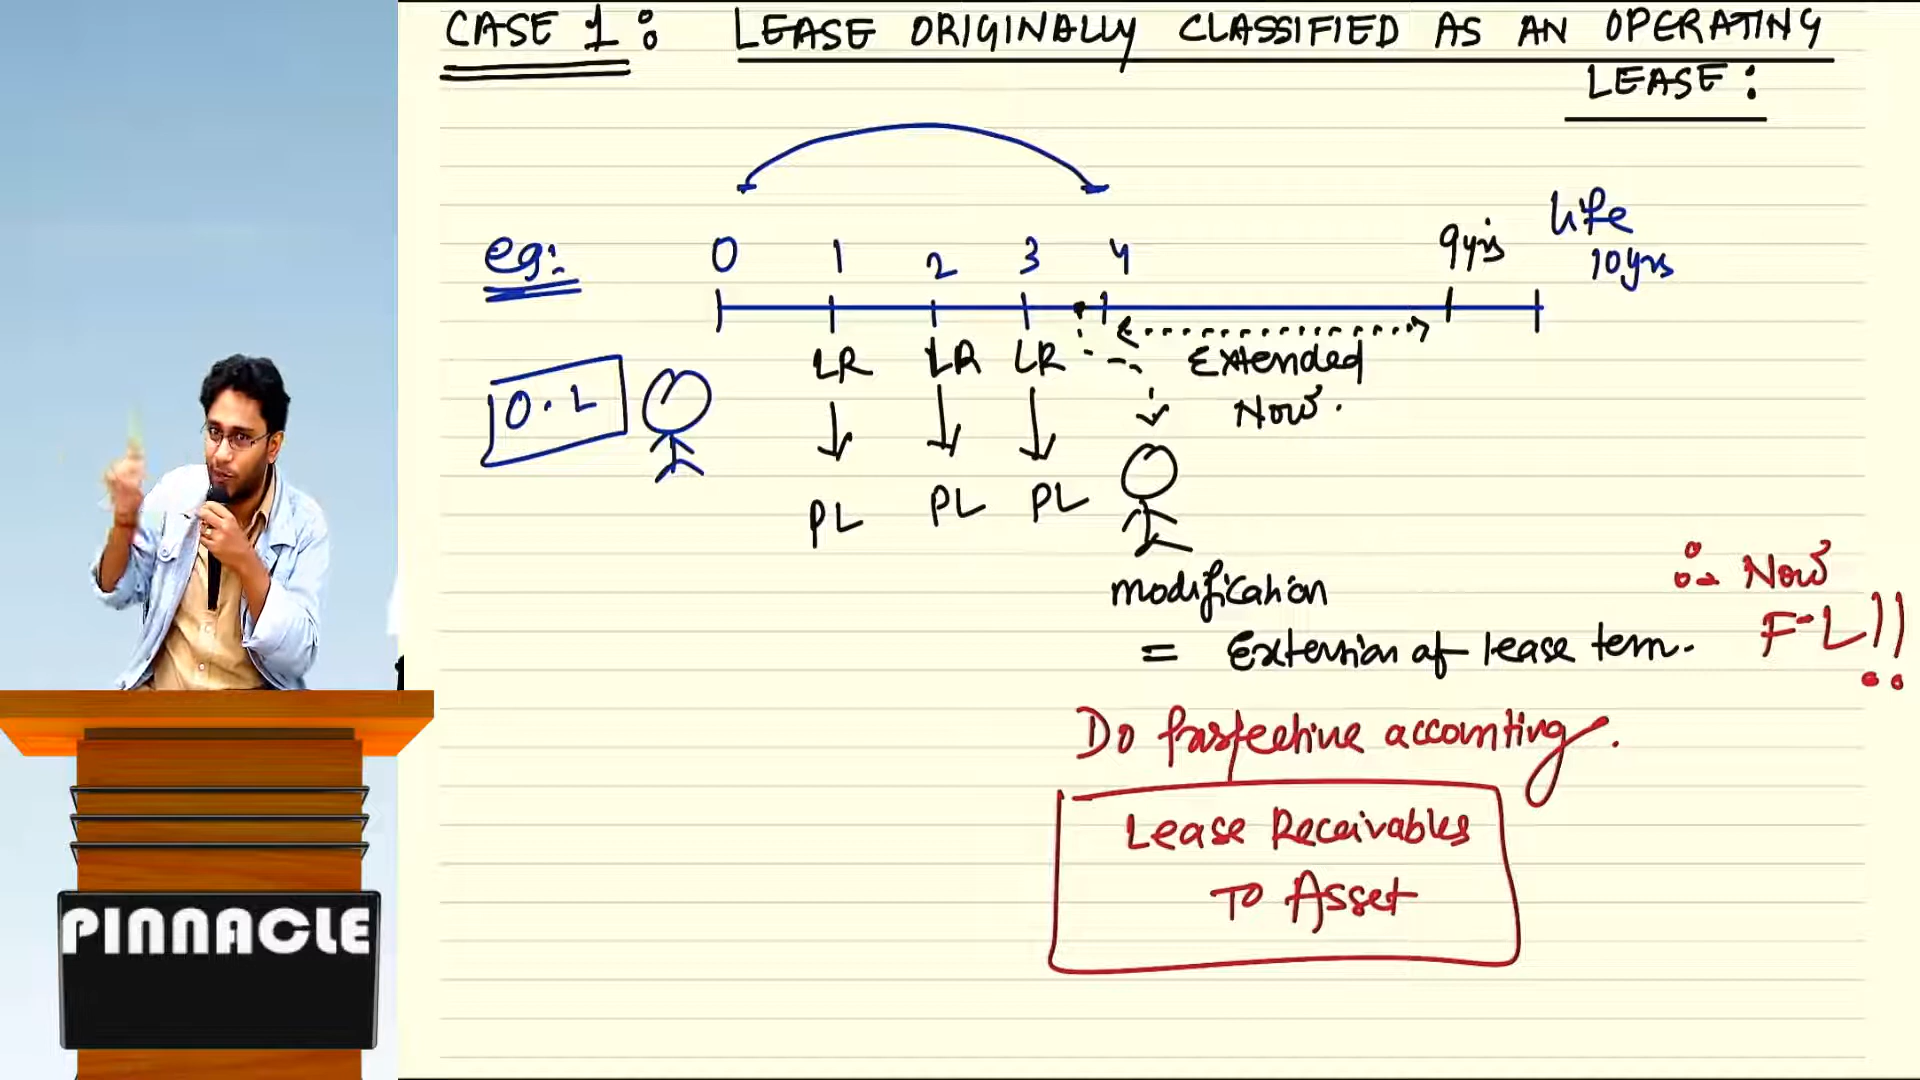 CASE 1: LEASE ORIGINALLY CLASSIFIED AS AN OPERATING
LEASE:
eg:
0 1 2 3 4 9yrs Life
10yrs
LR LR LR Extended
Now.
O.L
PL PL PL
modification
= Extension of lease term.
∴ Now
F-L!!
Do Prospective accounting.
Lease Receivables
To Asset
PINNACLE